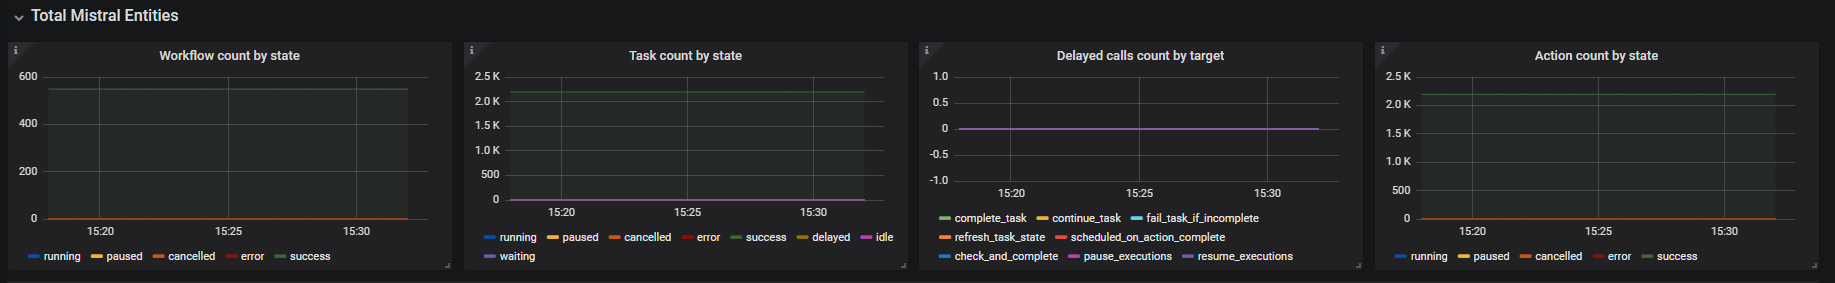 Total Mistral Entities
Workflow count by state
600
400
200
0
15:20 15:25 15:30
running paused cancelled error success
Task count by state
2.5 K
2.0 K
1.5 K
1.0 K
500
0
15:20 15:25 15:30
running paused cancelled error success delayed idle
waiting
Delayed calls count by target
1.0
0.5
0
-0.5
-1.0
15:20 15:25 15:30
complete_task continue_task fail_task_if_incomplete
refresh_task_state scheduled_on_action_complete
check_and_complete pause_executions resume_executions
Action count by state
2.5 K
2.0 K
1.5 K
1.0 K
500
0
15:20 15:25 15:30
running paused cancelled error success